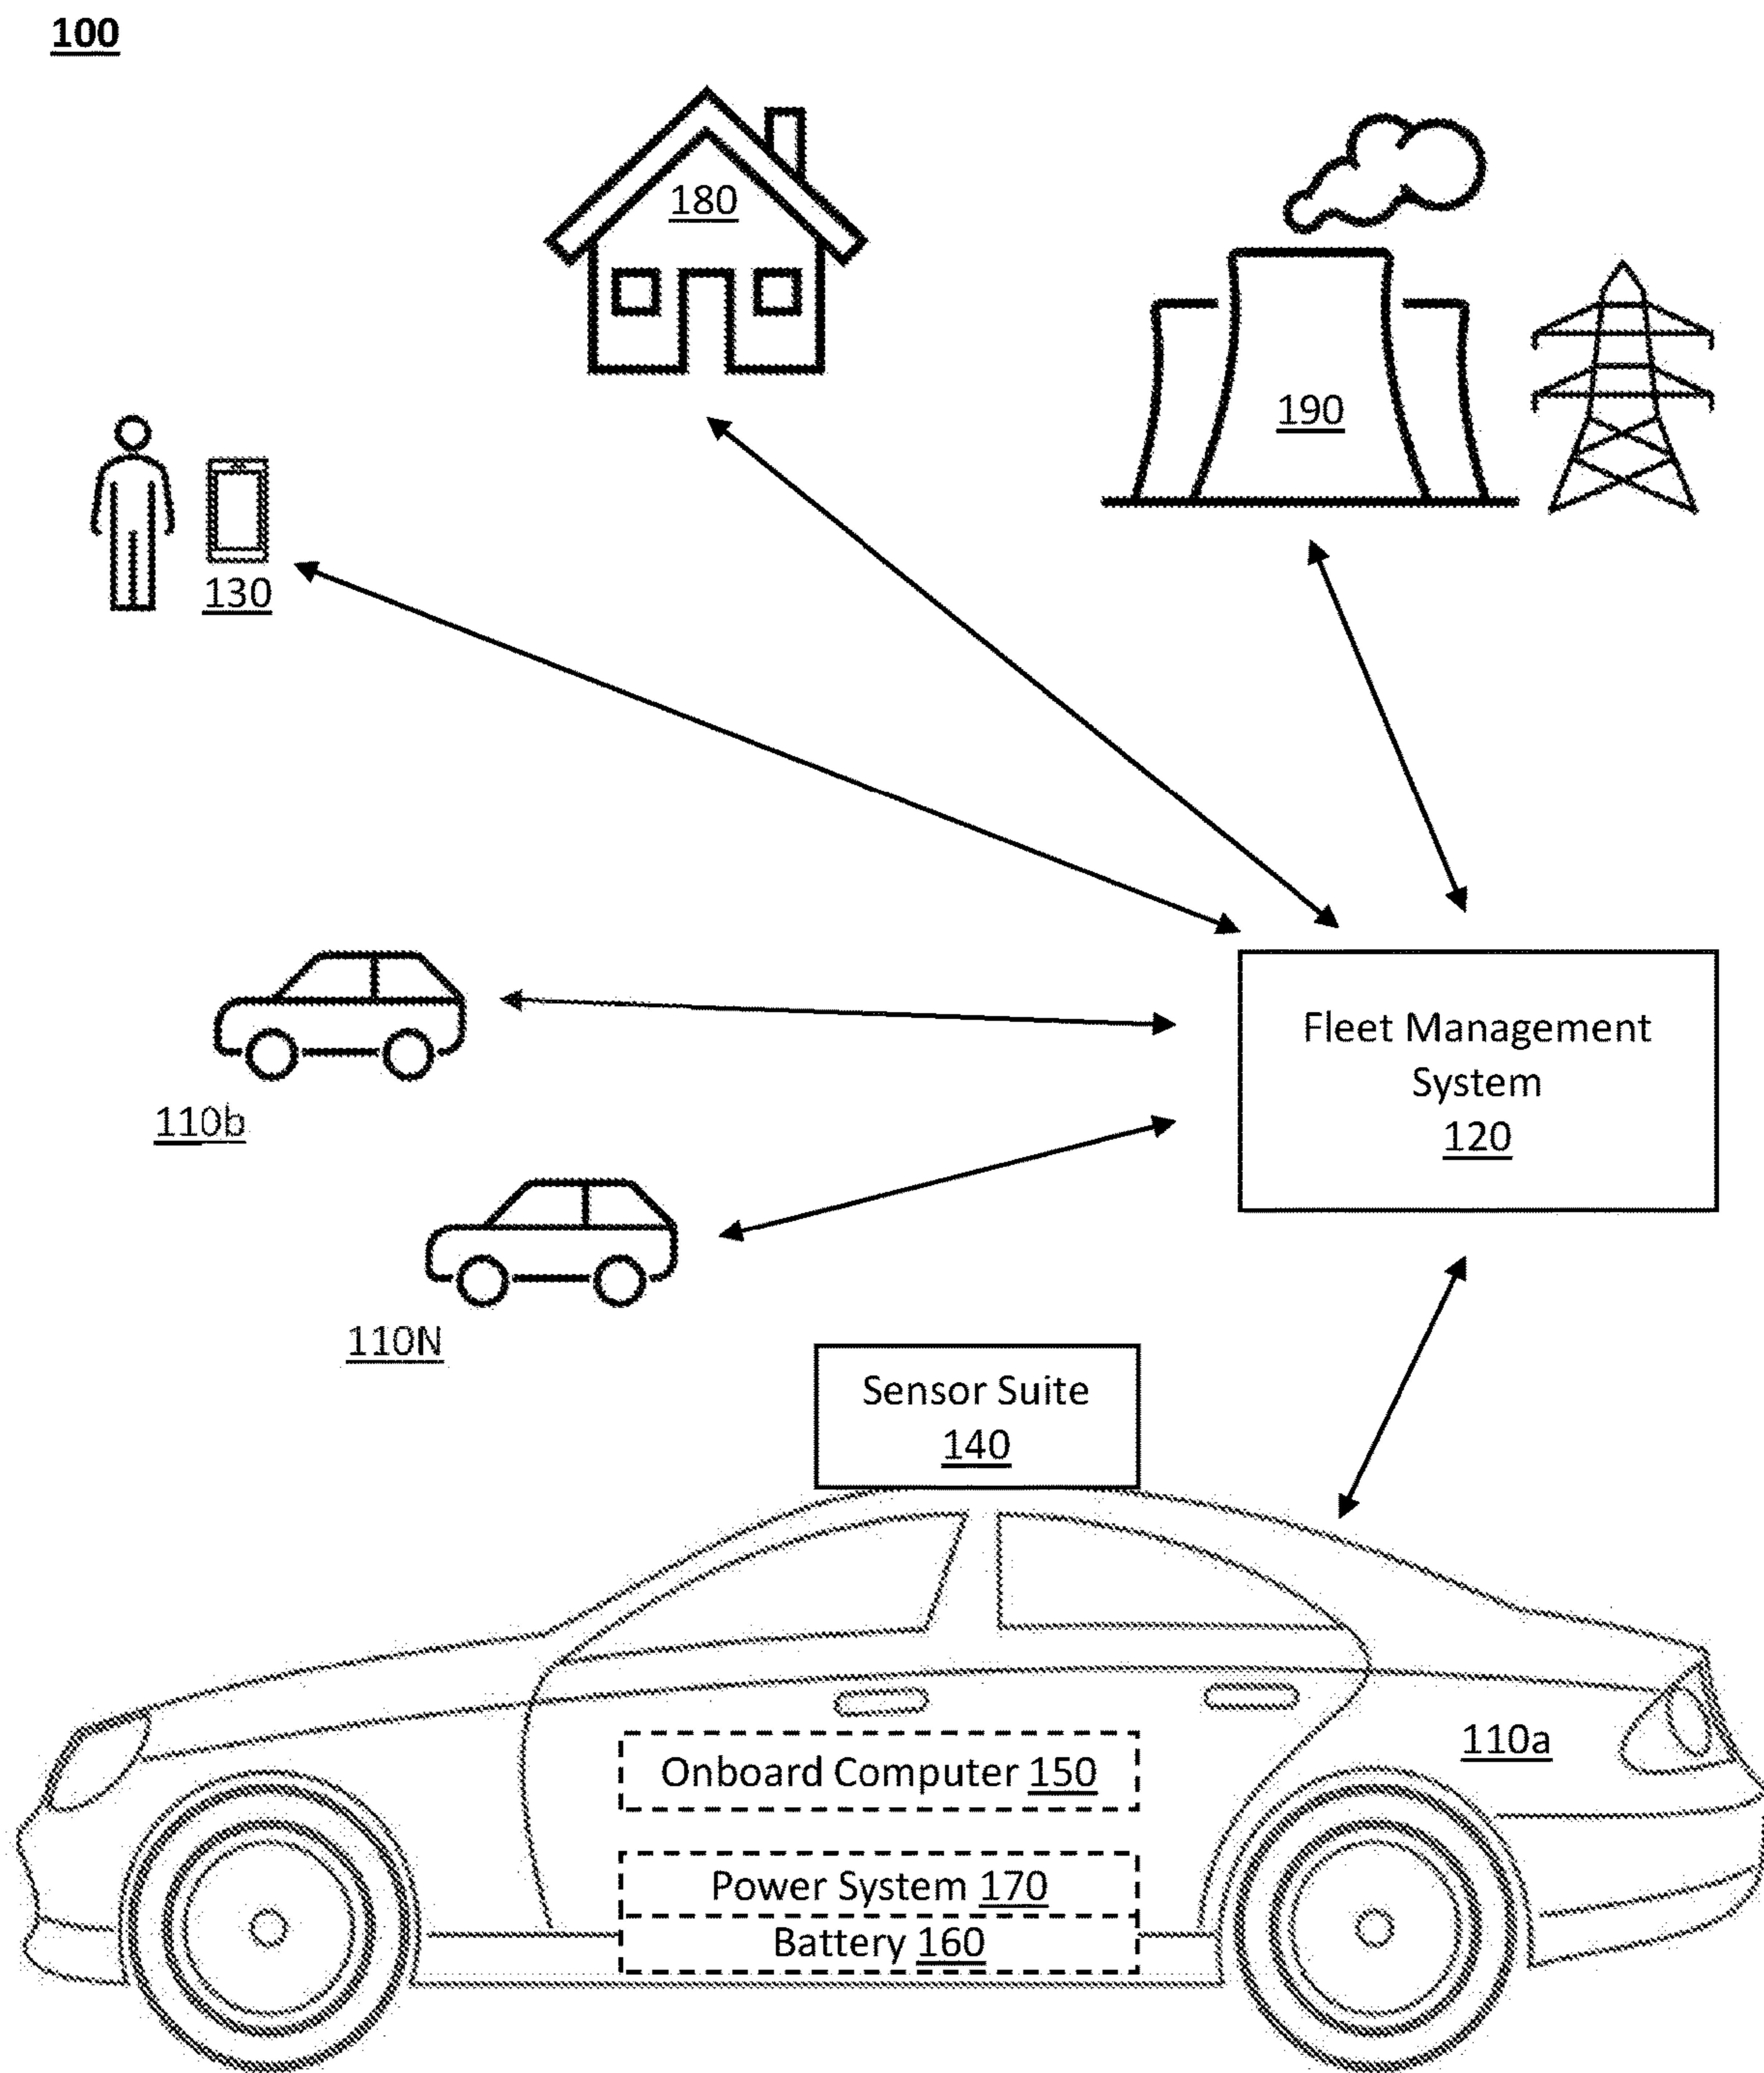 100
180
190
130
110b
Fleet Management
System
120
110N
Sensor Suite
140
110a
Onboard Computer 150
Power System 170
Battery 160